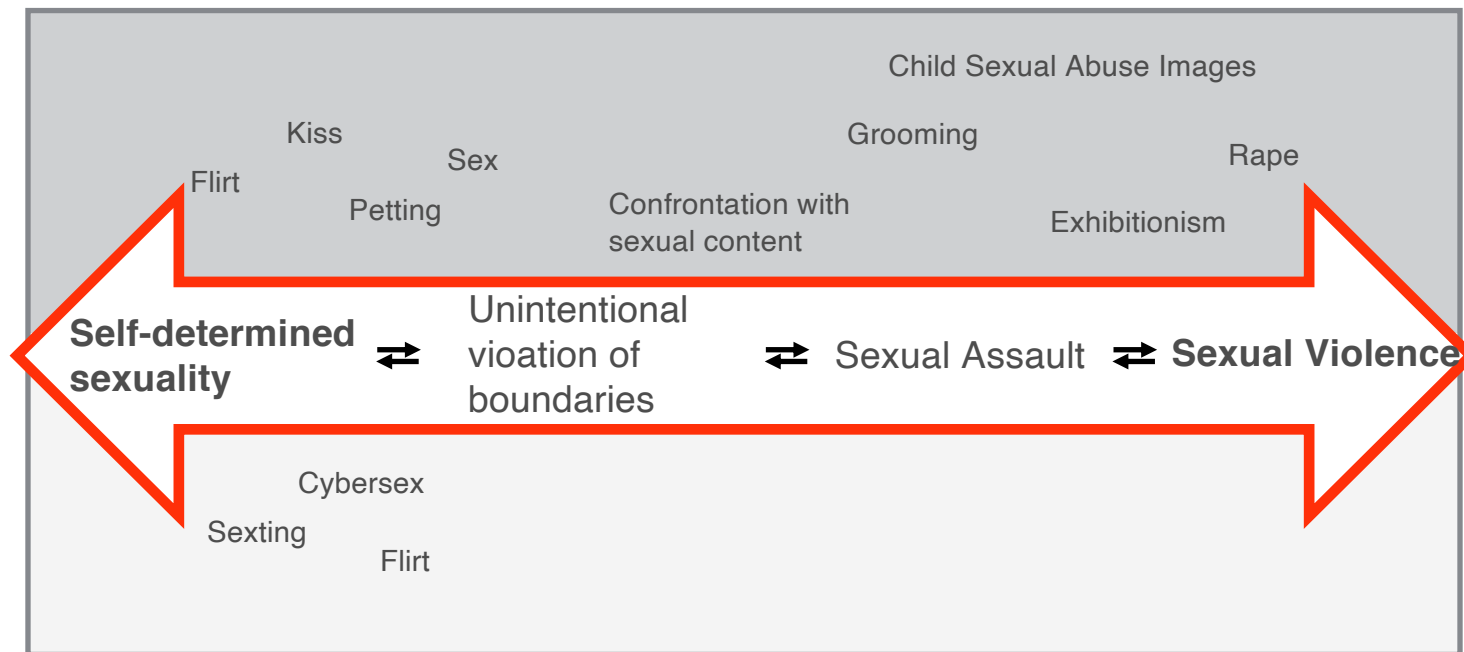 Child Sexual Abuse Images
Kiss
Grooming
Sex
Rape
Flirt
Petting
Confrontation with
sexual content
Exhibitionism
Self-determined
sexuality
Unintentional
vioation of
boundaries
Sexual Assault
Sexual Violence
Cybersex
Sexting
Flirt